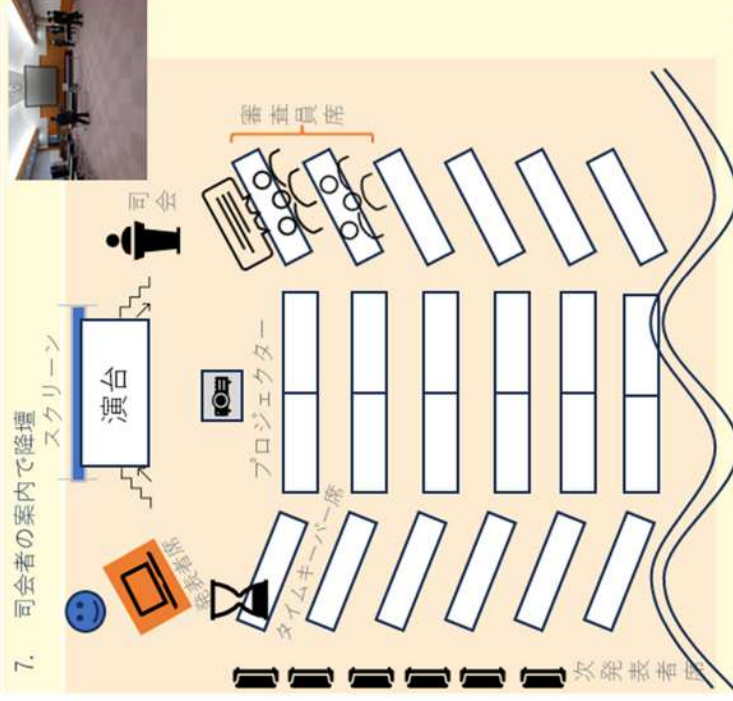 7. 司会者の案内で降壇
スクリーン
演台
司会
プロジェクター
審査員席
発表者席
タイムキーパー席
次発表者席